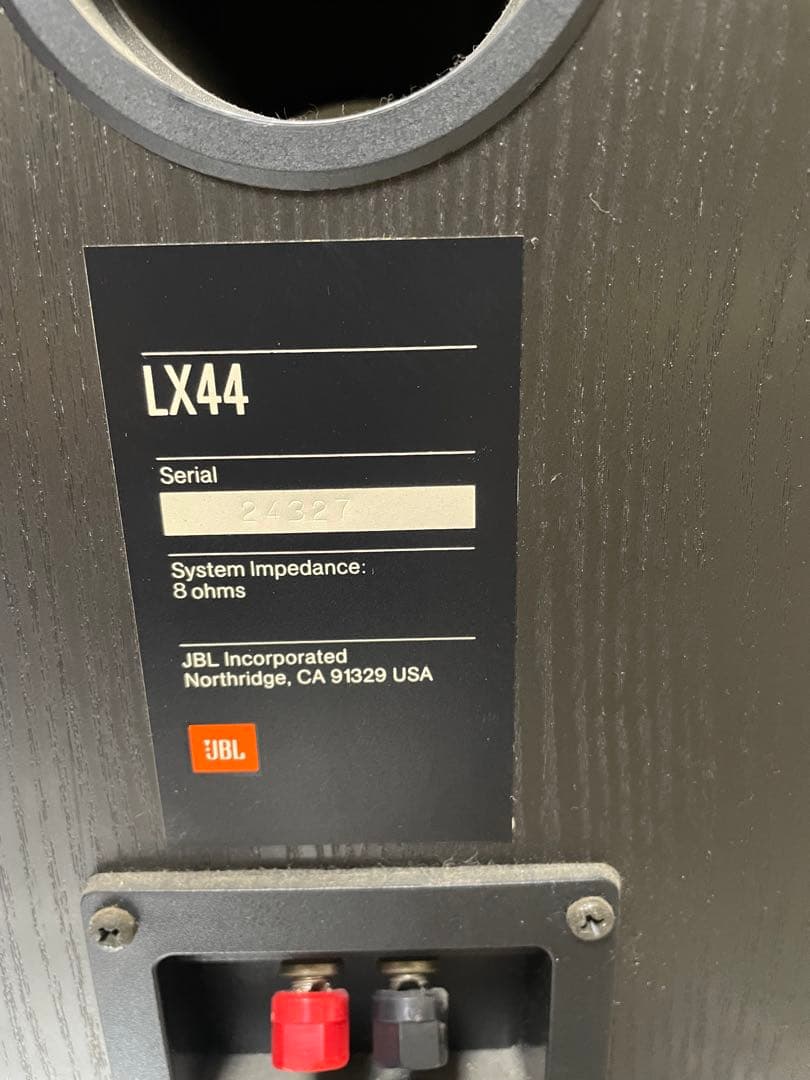 LX44
Serial
24327
System Impedance:
8 ohms
JBL Incorporated
Northridge, CA 91329 USA
JBL